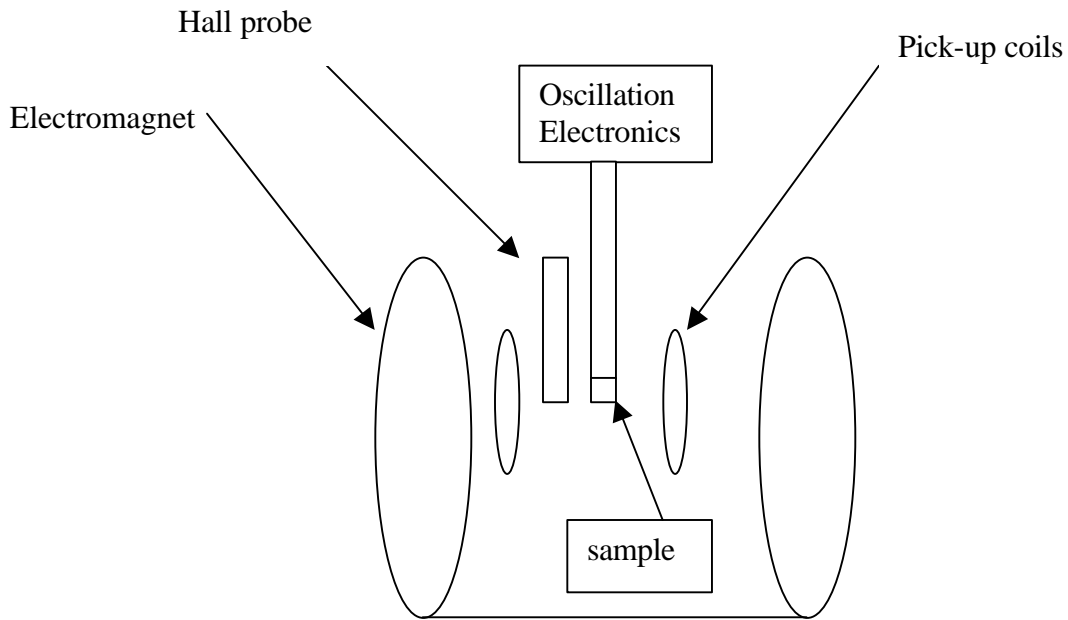 Hall probe
Pick-up coils
Oscillation
Electronics
Electromagnet
sample